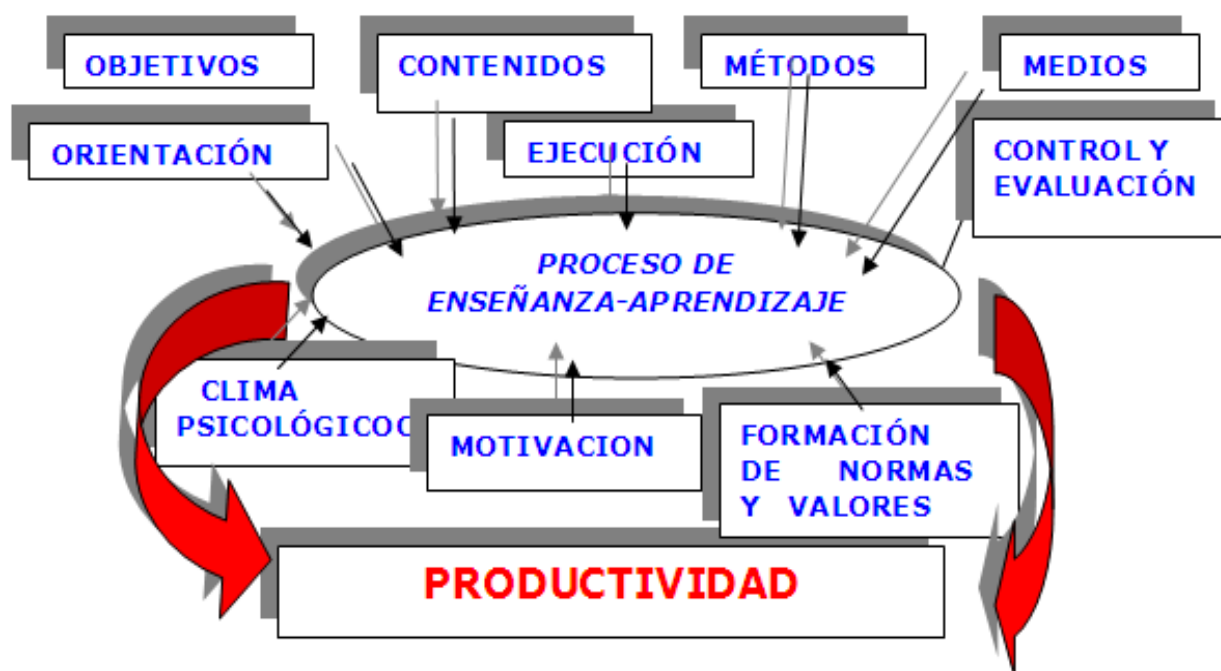 OBJETIVOS
CONTENIDOS
MÉTODOS
MEDIOS
ORIENTACIÓN
EJECUCIÓN
CONTROL Y
EVALUACIÓN
PROCESO DE
ENSEÑANZA-APRENDIZAJE
CLIMA
PSICOLÓGICOC
MOTIVACION
FORMACIÓN
DE NORMAS
Y VALORES
PRODUCTIVIDAD